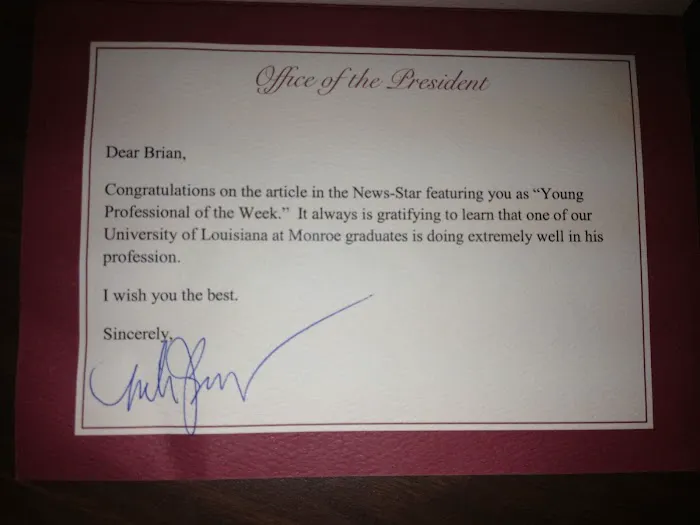 Office of the President
Dear Brian,
Congratulations on the article in the News-Star featuring you as “Young
Professional of the Week.”  It always is gratifying to learn that one of our
University of Louisiana at Monroe graduates is doing extremely well in his
profession.
I wish you the best.
Sincerely,